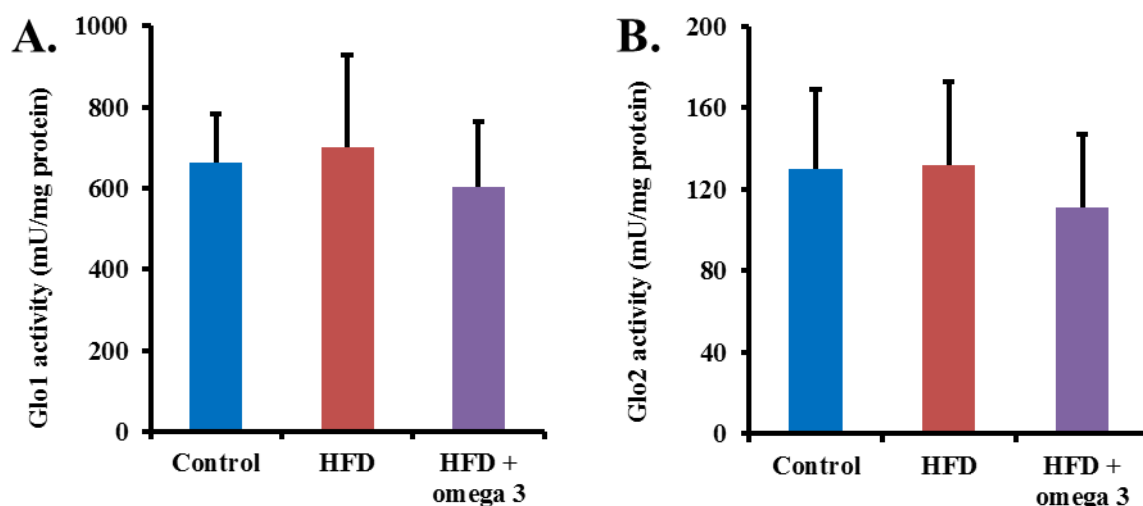 A.
Glo1 activity (mU/mg protein)
1000
800
600
400
200
0
Control
HFD
HFD +
omega 3
B.
Glo2 activity (mU/mg protein)
200
160
120
80
40
0
Control
HFD
HFD +
omega 3